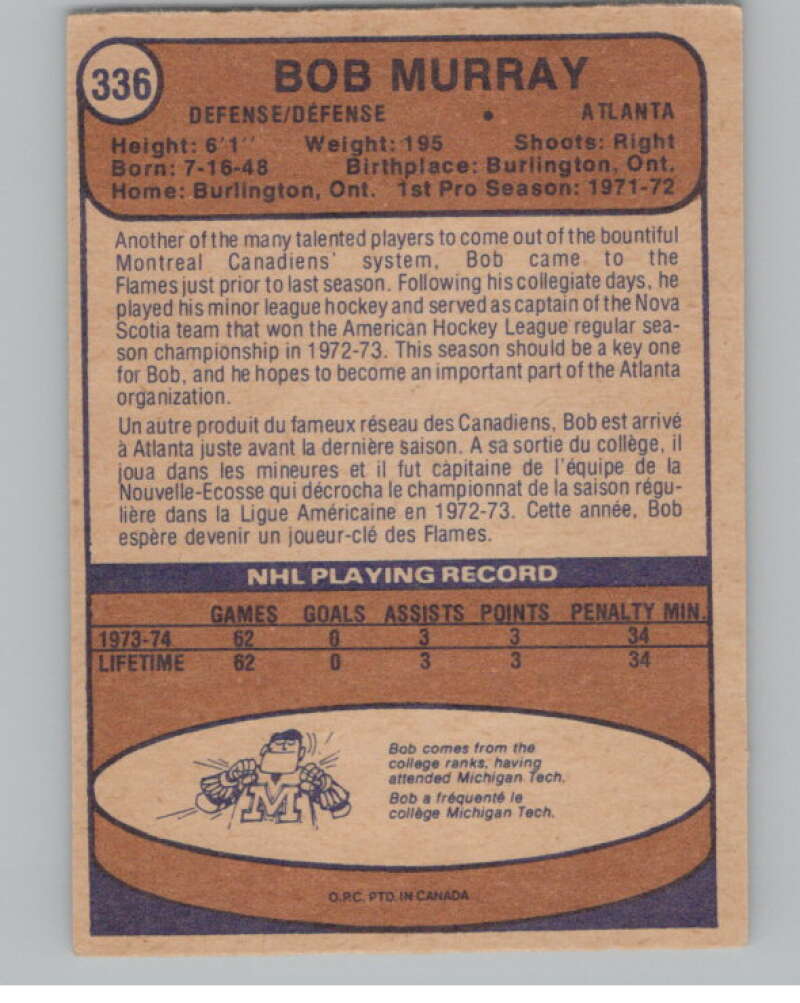 336
BOB MURRAY
DEFENSE/DÉFENSE • ATLANTA
Height: 6'1'' Weight: 195 Shoots: Right
Born: 7-16-48 Birthplace: Burlington, Ont.
Home: Burlington, Ont. 1st Pro Season: 1971-72
Another of the many talented players to come out of the bountiful
Montreal Canadiens' system, Bob came to the
Flames just prior to last season. Following his collegiate days, he
played his minor league hockey and served as captain of the Nova
Scotia team that won the American Hockey League regular sea-
son championship in 1972-73. This season should be a key one
for Bob, and he hopes to become an important part of the Atlanta
organization.
Un autre produit du fameux réseau des Canadiens, Bob est arrivé
à Atlanta juste avant la dernière saison. A sa sortie du collège, il
joua dans les mineures et il fut capitaine de l'équipe de la
Nouvelle-Ecosse qui décrocha le championnat de la saison régu-
lière dans la Ligue Américaine en 1972-73. Cette année, Bob
espère devenir un joueur-clé des Flames.
NHL PLAYING RECORD
GAMES GOALS ASSISTS POINTS PENALTY MIN.
1973-74 62 0 3 3 34
LIFETIME 62 0 3 3 34
Bob comes from the
college ranks, having
attended Michigan Tech.
Bob a fréquenté le
collège Michigan Tech.
M
O.P.C. PTD. IN CANADA